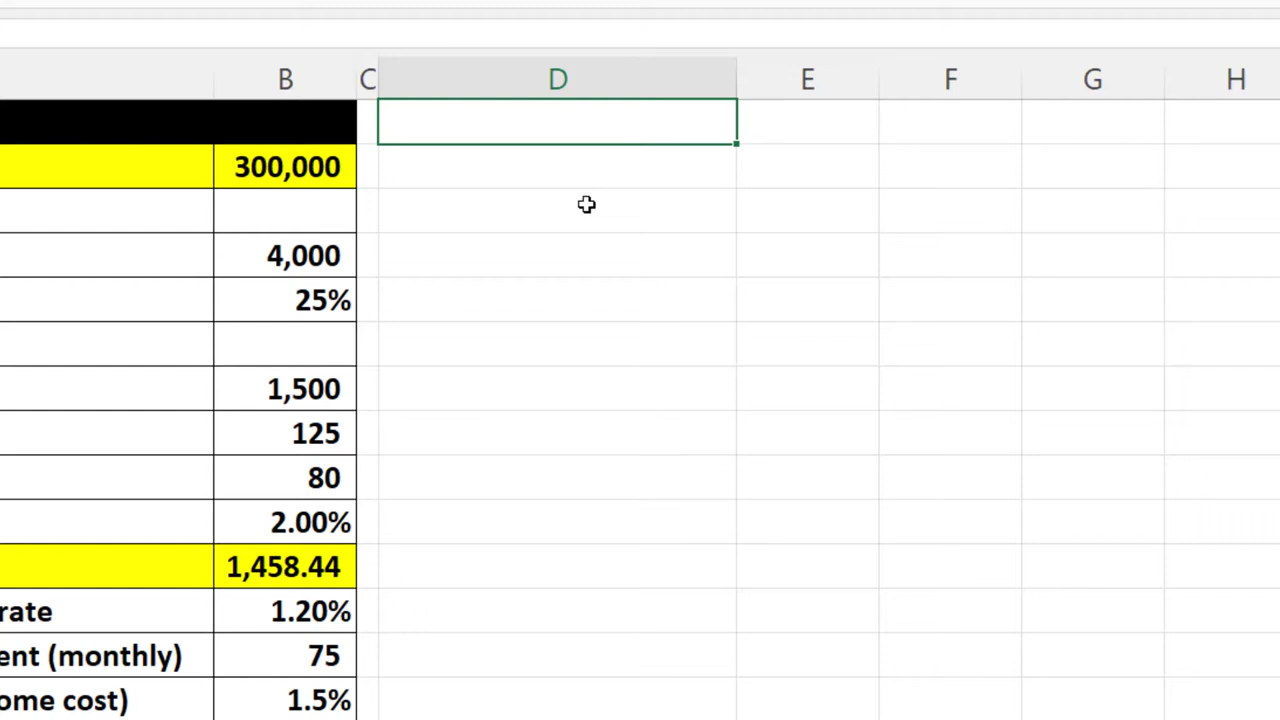 B C D E F G H
300,000
4,000
25%
1,500
125
80
2.00%
1,458.44
rate 1.20%
ent (monthly) 75
ome cost) 1.5%